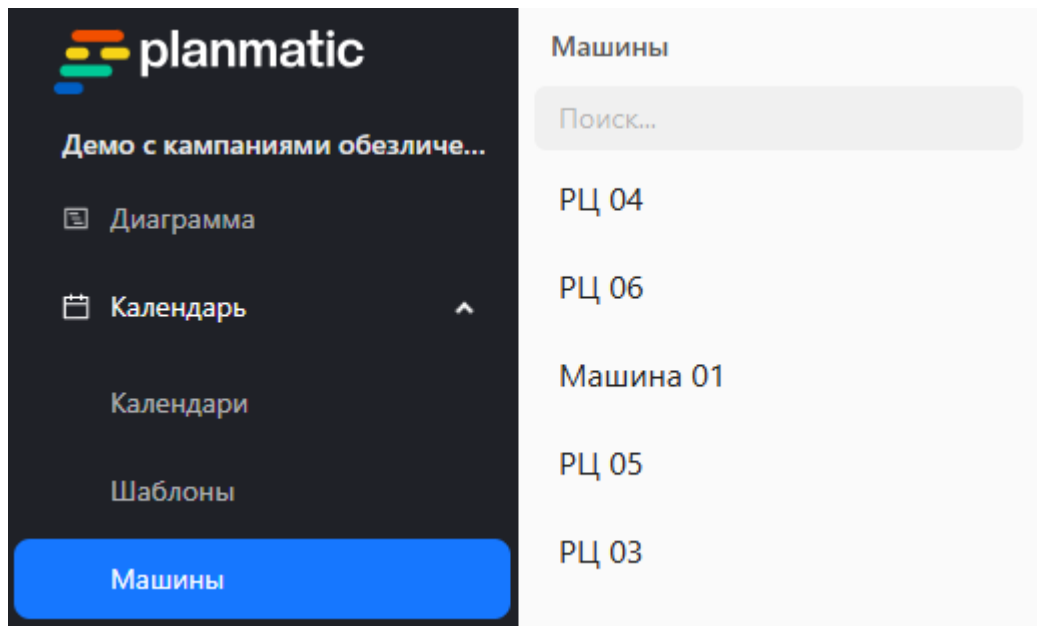 planmatic
Демо с кампаниями обезличе...
Диаграмма
Календарь
Календари
Шаблоны
Машины
Машины
Поиск...
РЦ 04
РЦ 06
Машина 01
РЦ 05
РЦ 03